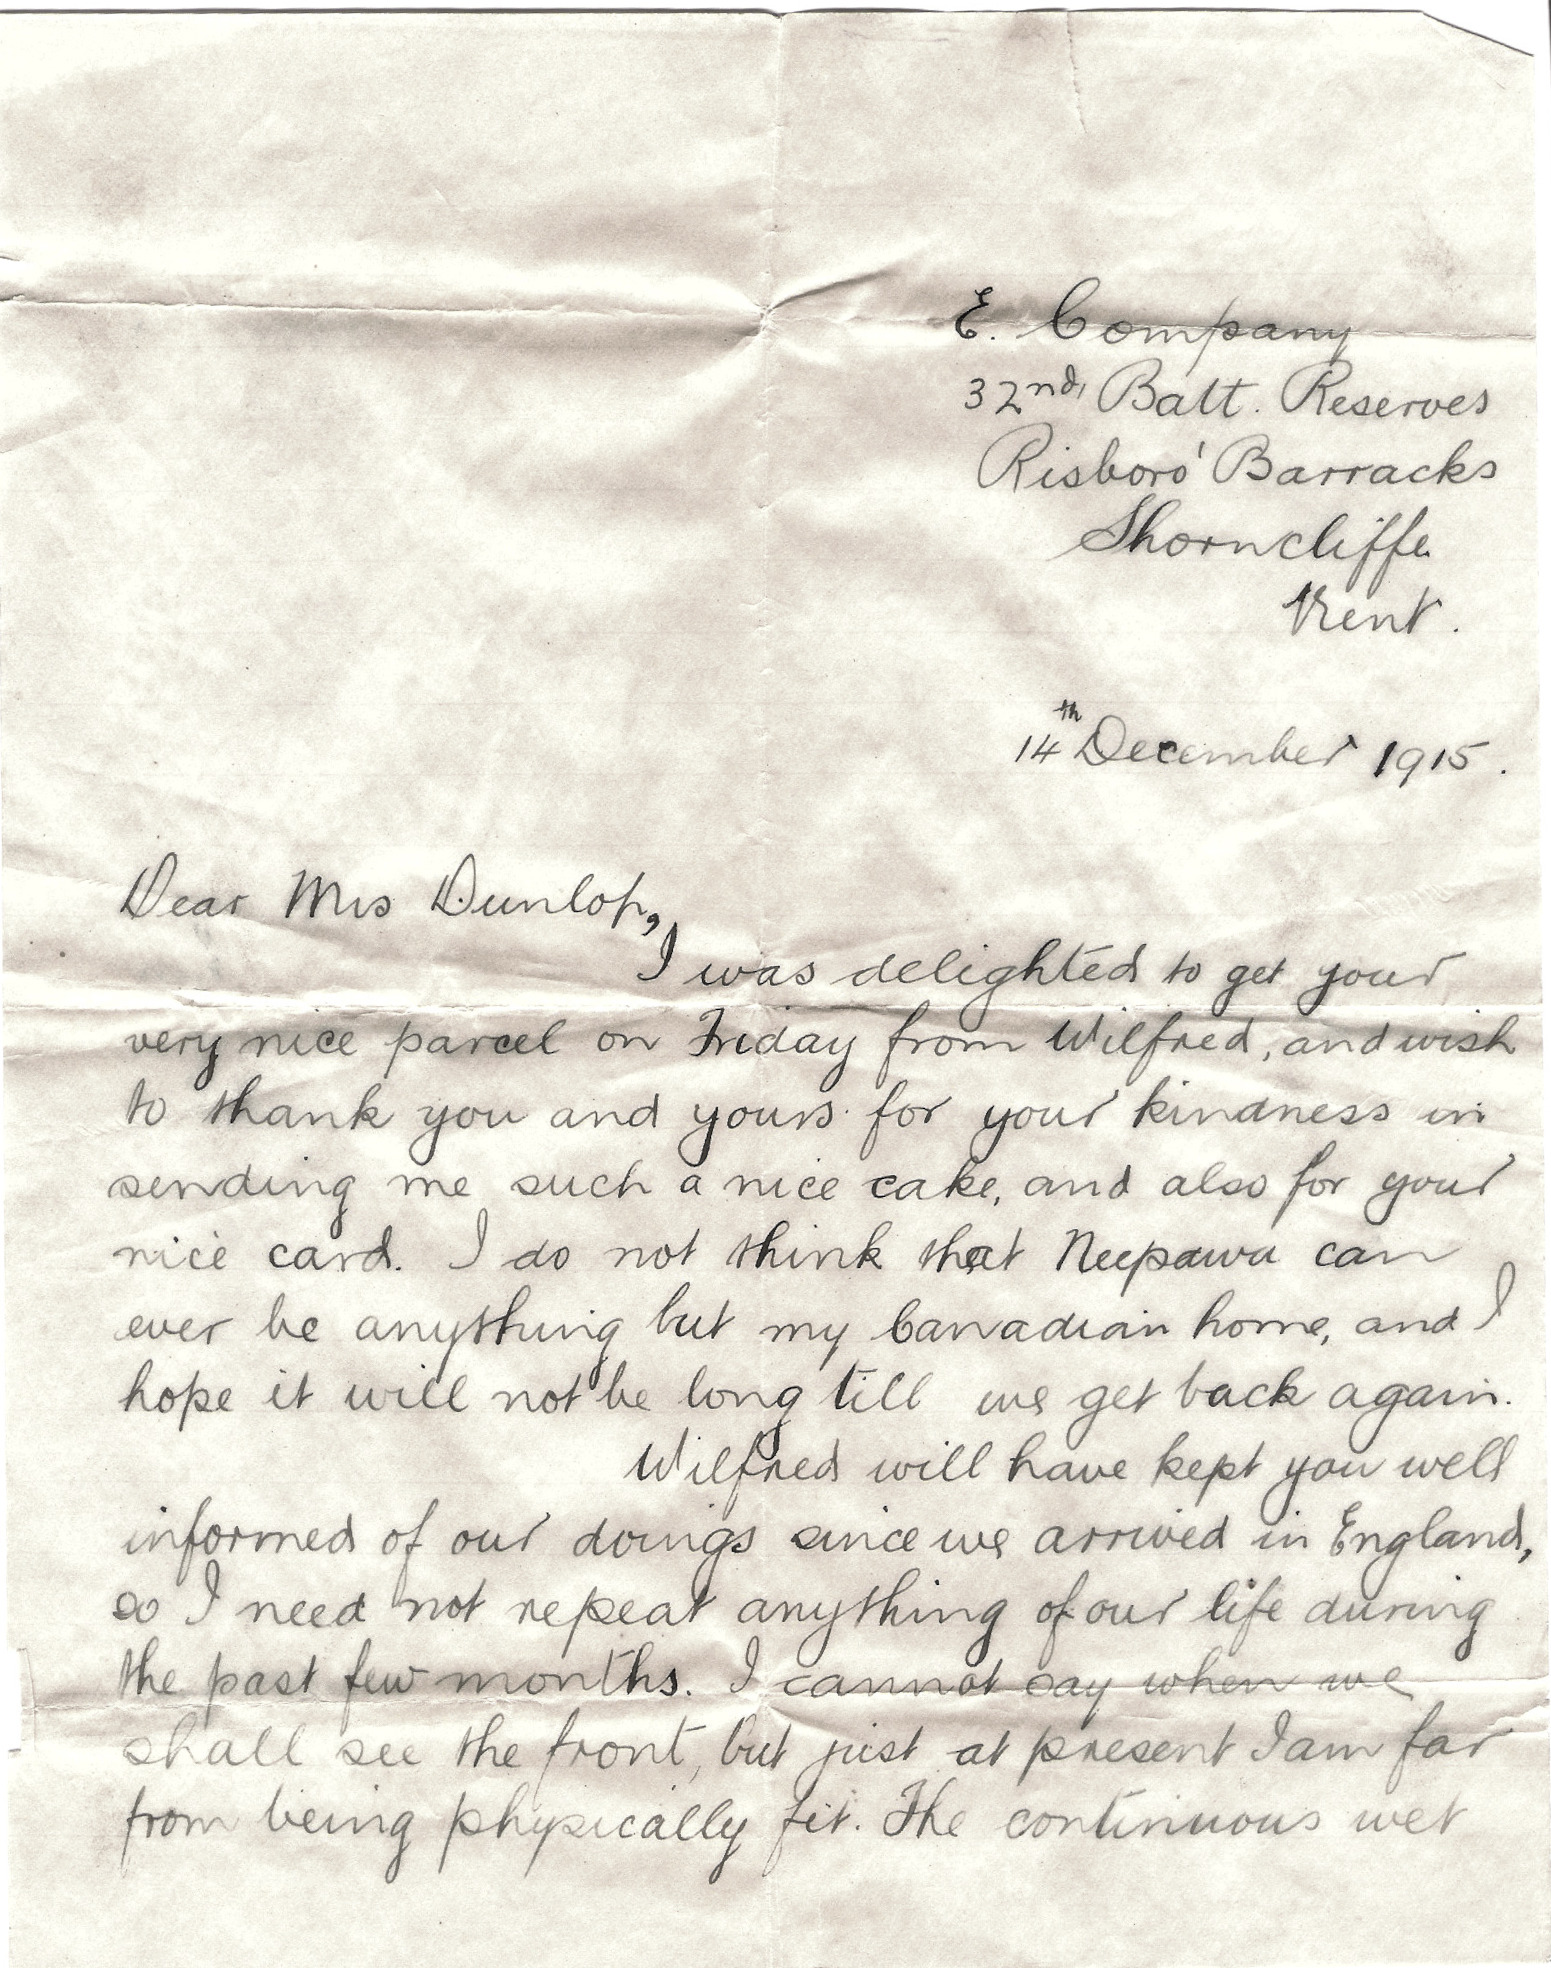 E. Company
32nd, Batt. Reserves
Risboro' Barracks
Shorncliffe
Kent.
14th December 1915.
Dear Mrs Dunlop,
I was delighted to get your
very nice parcel on Friday from Wilfred, and wish
to thank you and yours for your kindness in
sending me such a nice cake, and also for your
nice card. I do not think that Neepawa can
ever be anything but my Canadian home, and I
hope it will not be long till we get back again.
Wilfred will have kept you well
informed of our doings since we arrived in England,
so I need not repeat anything of our life during
the past few months. I cannot say when we
shall see the front, but just at present I am far
from being physically fit. The continuous wet